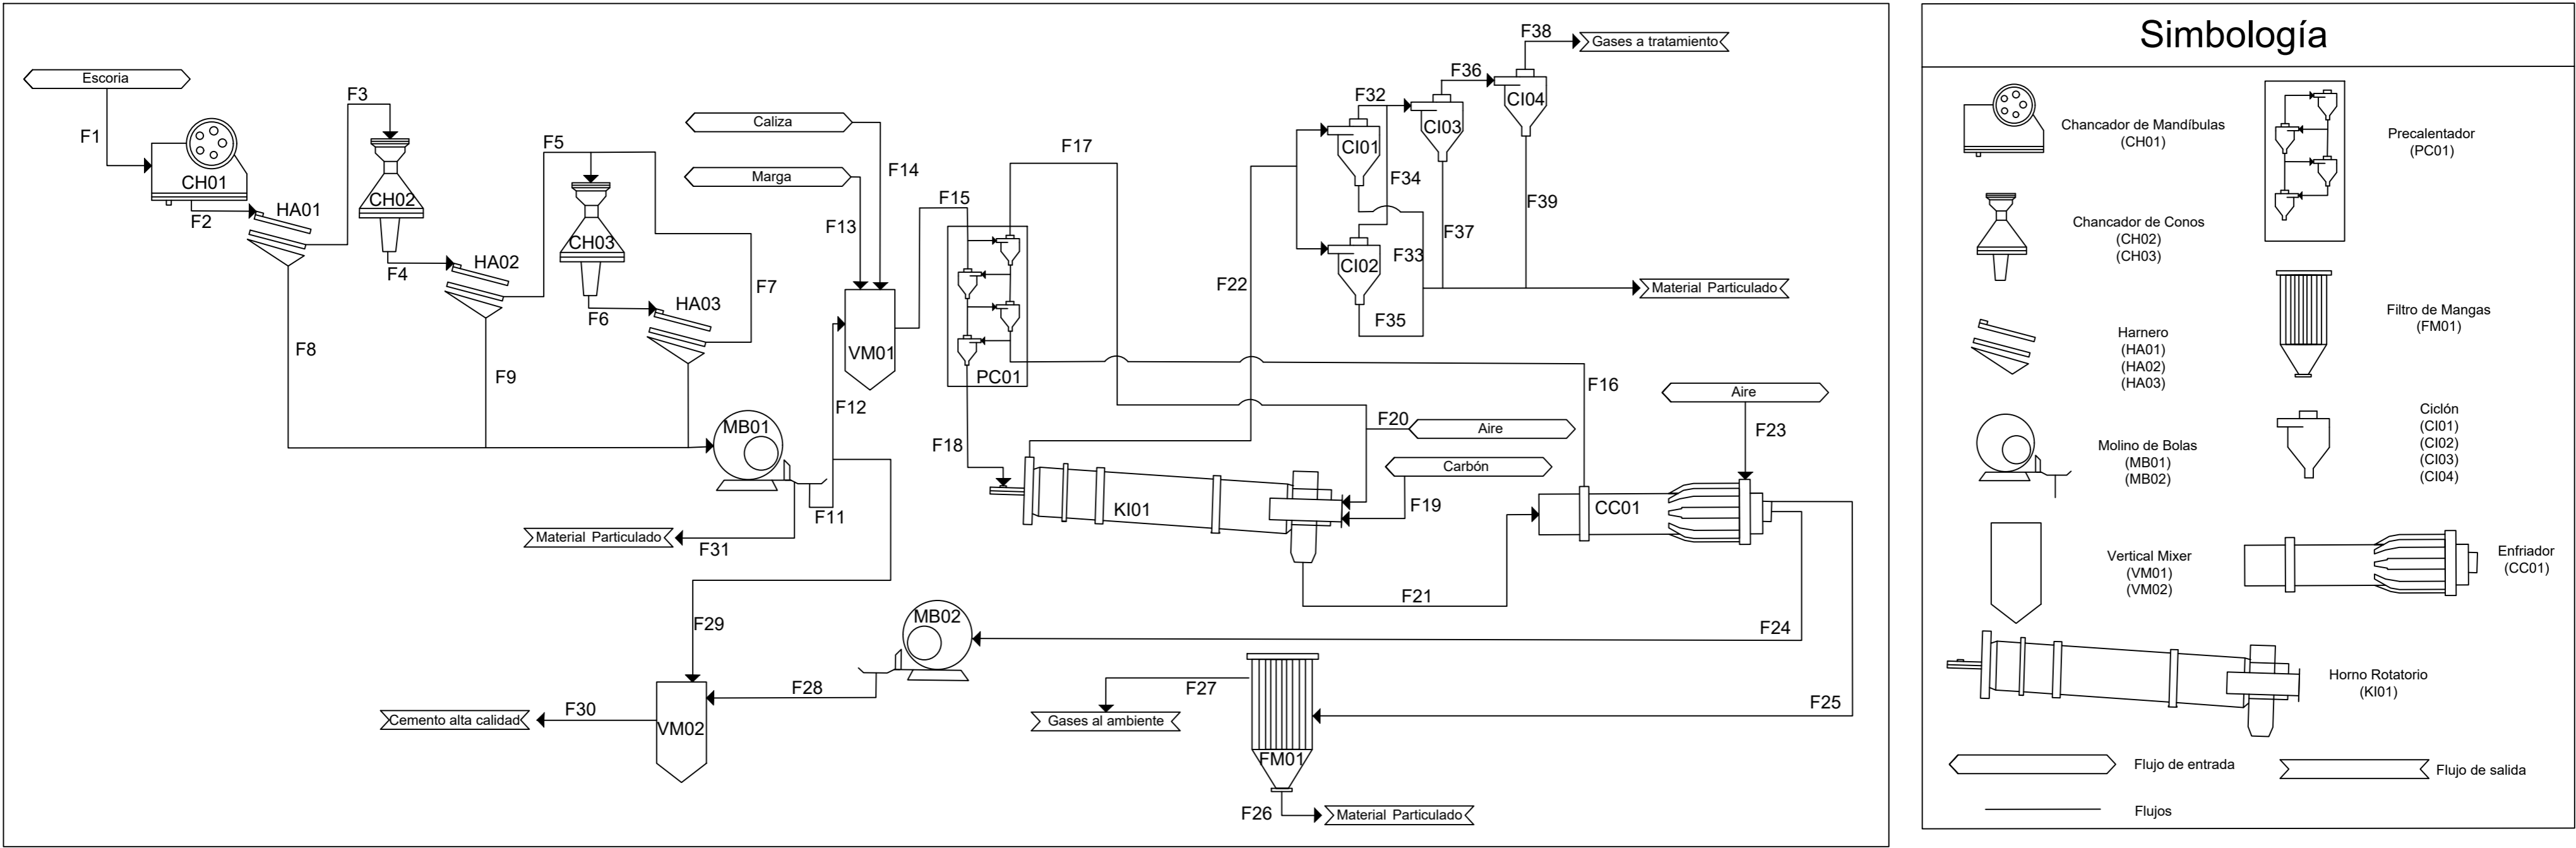 Escoria
F1
CH01
F2
HA01
F3
CH02
F4
HA02
F5
CH03
F6
HA03
F7
F8
F9
MB01
F11
F12
F31
Material Particulado
Caliza
Marga
F14
F13
VM01
F15
PC01
F17
F18
KI01
F16
F20
Aire
Carbón
F19
F21
F22
CI01
CI02
CI03
CI04
F32
F34
F33
F35
F36
F37
F38
F39
Gases a tratamiento
Material Particulado
Aire
F23
CC01
F24
F25
MB02
F28
F29
VM02
F30
Cemento alta calidad
F27
Gases al ambiente
FM01
F26
Material Particulado
Simbología
Chancador de Mandíbulas
(CH01)
Chancador de Conos
(CH02)
(CH03)
Harnero
(HA01)
(HA02)
(HA03)
Molino de Bolas
(MB01)
(MB02)
Vertical Mixer
(VM01)
(VM02)
Precalentador
(PC01)
Filtro de Mangas
(FM01)
Ciclón
(CI01)
(CI02)
(CI03)
(CI04)
Enfriador
(CC01)
Horno Rotatorio
(KI01)
Flujo de entrada
Flujo de salida
Flujos